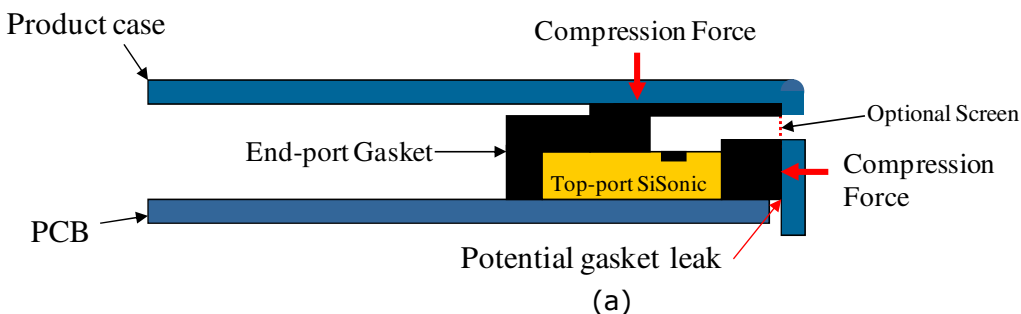 Product case
Compression Force
Optional Screen
End-port Gasket
Top-port SiSonic
Compression
Force
PCB
Potential gasket leak
(a)